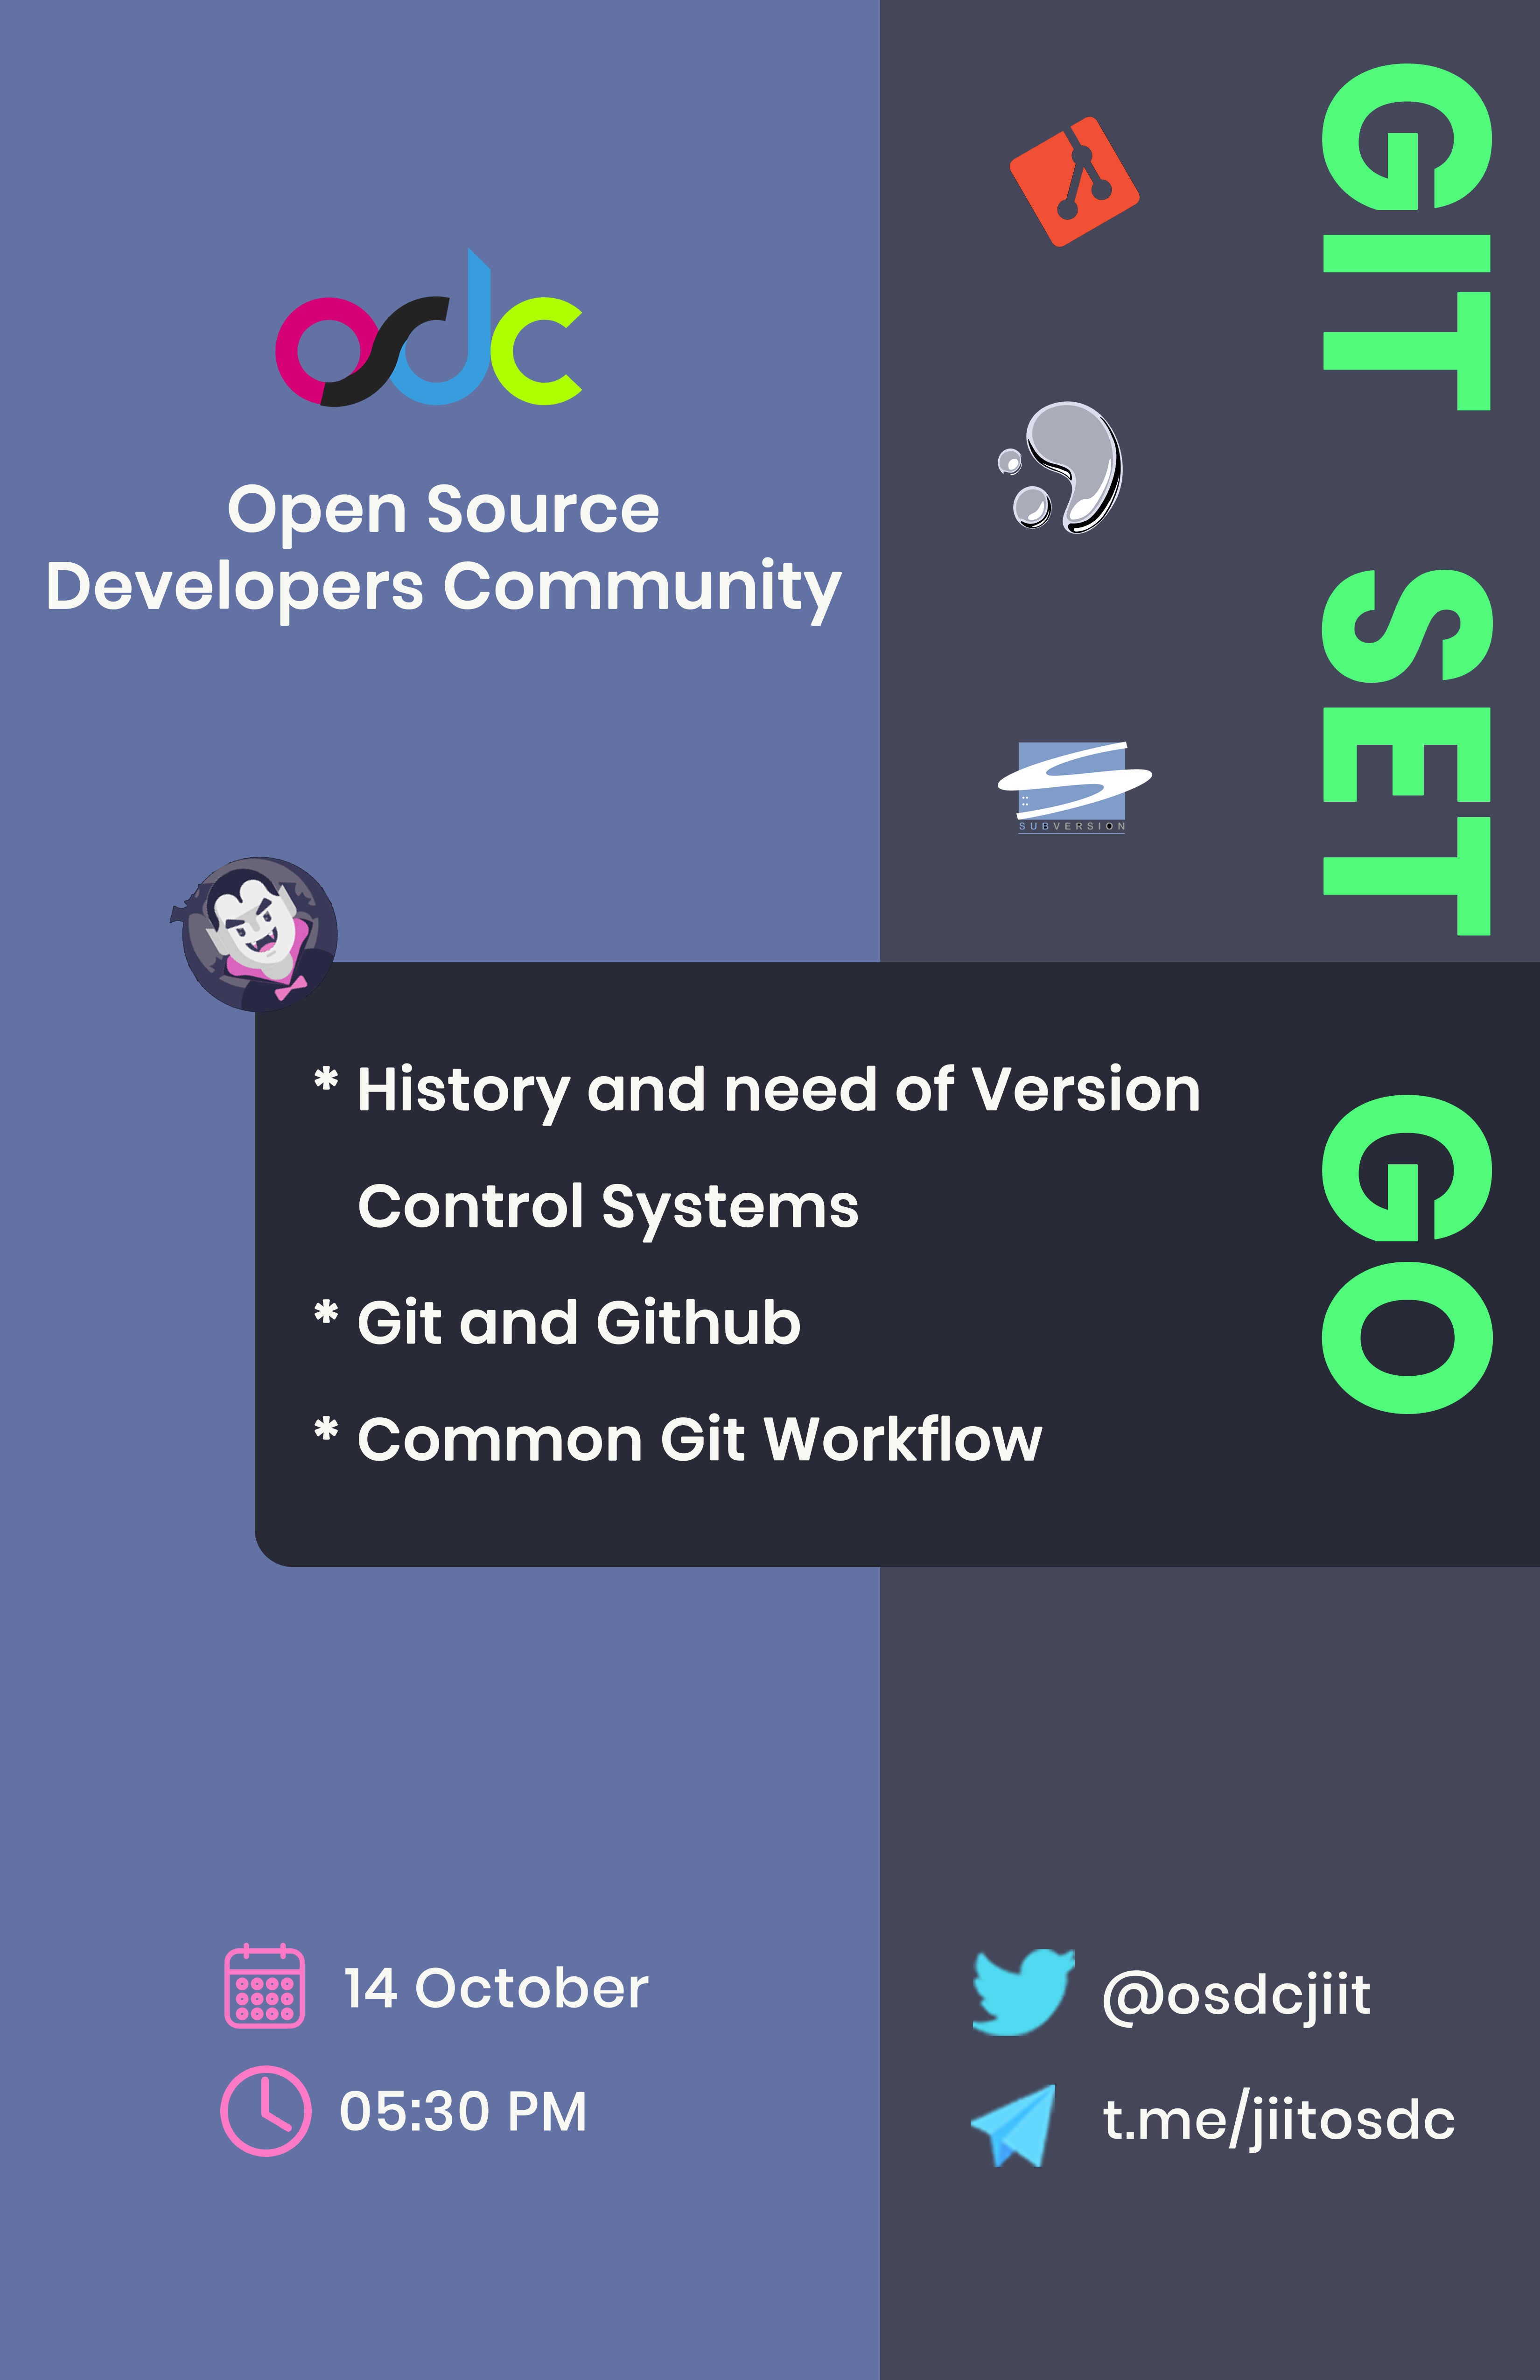 osdc
Open Source
Developers Community
GIT SET GO
SUBVERSION
* History and need of Version
Control Systems
* Git and Github
* Common Git Workflow
14 October
05:30 PM
@osdcjiit
t.me/jiitosdc